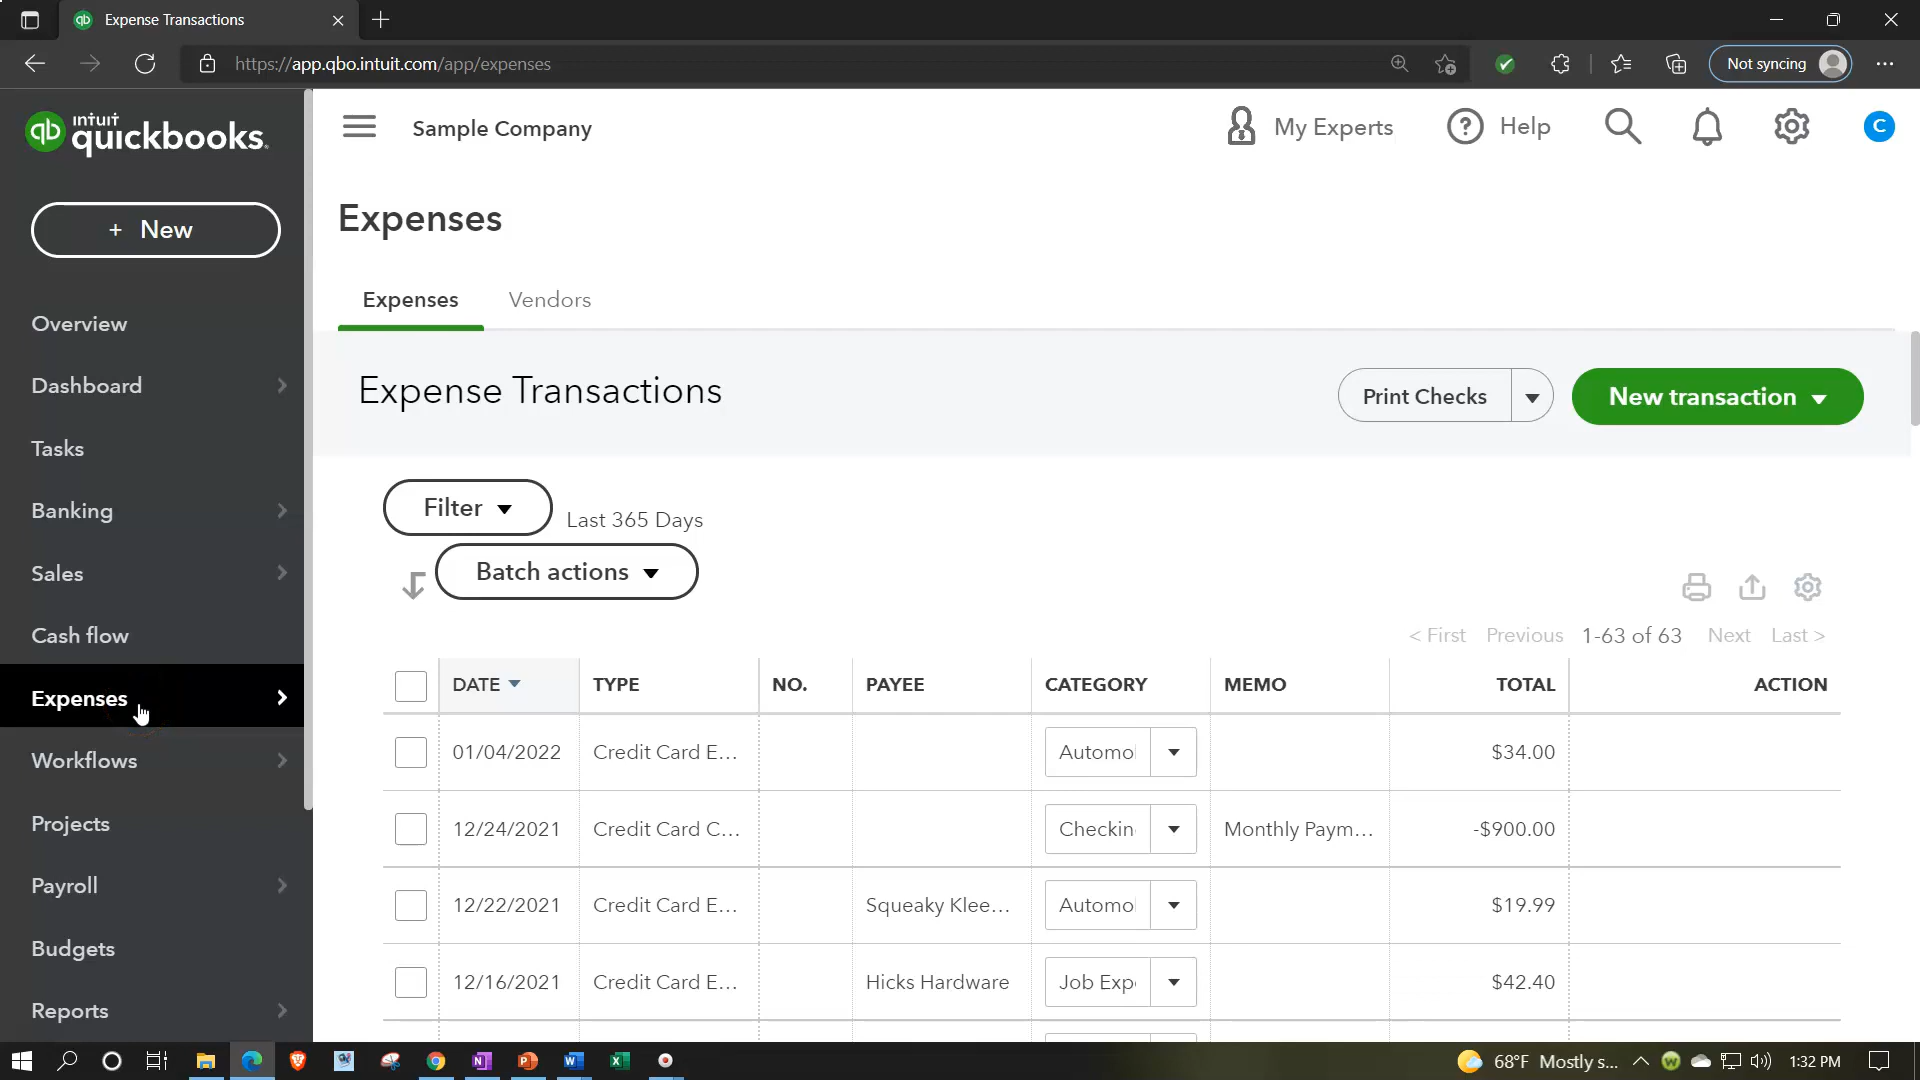 Expense Transactions
https://app.qbo.intuit.com/app/expenses
Not syncing
intuit
quickbooks.
Sample Company
My Experts
Help
C
+ New
Overview
Dashboard
Tasks
Banking
Sales
Cash flow
Expenses
Workflows
Projects
Payroll
Budgets
Reports
Expenses
Expenses Vendors
Expense Transactions
Print Checks
New transaction
Filter
Last 365 Days
Batch actions
< First Previous 1-63 of 63 Next Last >
DATE TYPE NO. PAYEE CATEGORY MEMO TOTAL ACTION
01/04/2022 Credit Card E... Automol $34.00
12/24/2021 Credit Card C... Checkin Monthly Paym... -$900.00
12/22/2021 Credit Card E... Squeaky Klee... Automol $19.99
12/16/2021 Credit Card E... Hicks Hardware Job Exp $42.40
68°F Mostly s...
1:32 PM